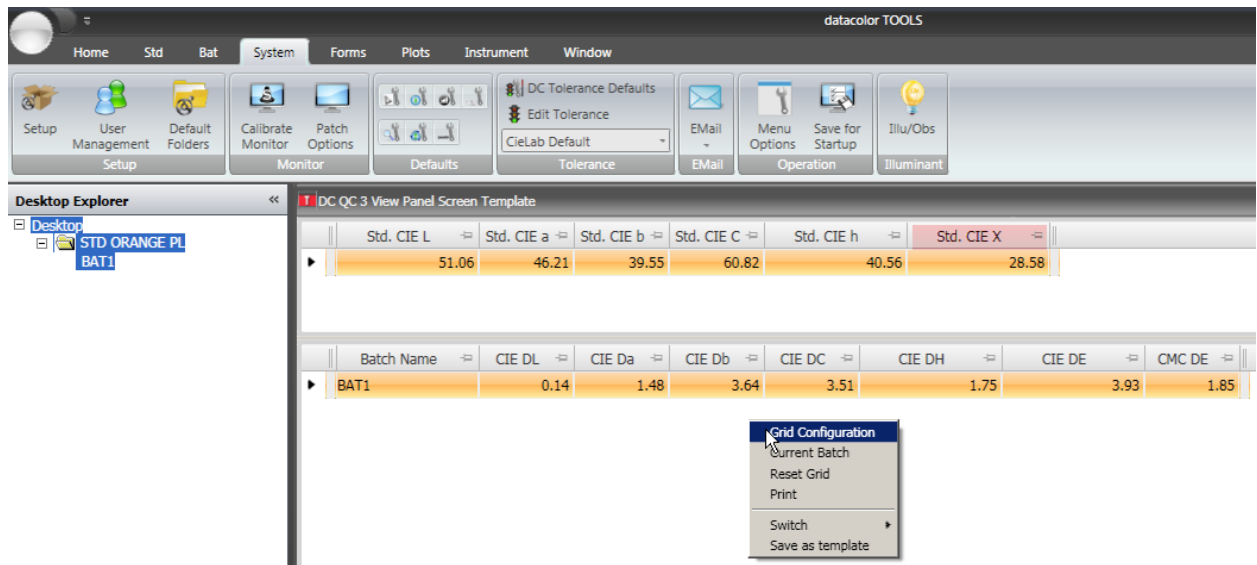 datacolor TOOLS
Home Std Bat System Forms Plots Instrument Window
Setup
User Management
Default Folders
Setup
Calibrate Monitor
Patch Options
Monitor
Defaults
DC Tolerance Defaults
Edit Tolerance
CieLab Default
Tolerance
EMail
EMail
Menu Options
Save for Startup
Operation
Illu/Obs
Illuminant
Desktop Explorer «
Desktop
STD ORANGE PL
BAT1
T DC QC 3 View Panel Screen Template
Std. CIE L Std. CIE a Std. CIE b Std. CIE C Std. CIE h Std. CIE X
51.06 46.21 39.55 60.82 40.56 28.58
Batch Name CIE DL CIE Da CIE Db CIE DC CIE DH CIE DE CMC DE
BAT1 0.14 1.48 3.64 3.51 1.75 3.93 1.85
Grid Configuration
Current Batch
Reset Grid
Print
Switch
Save as template